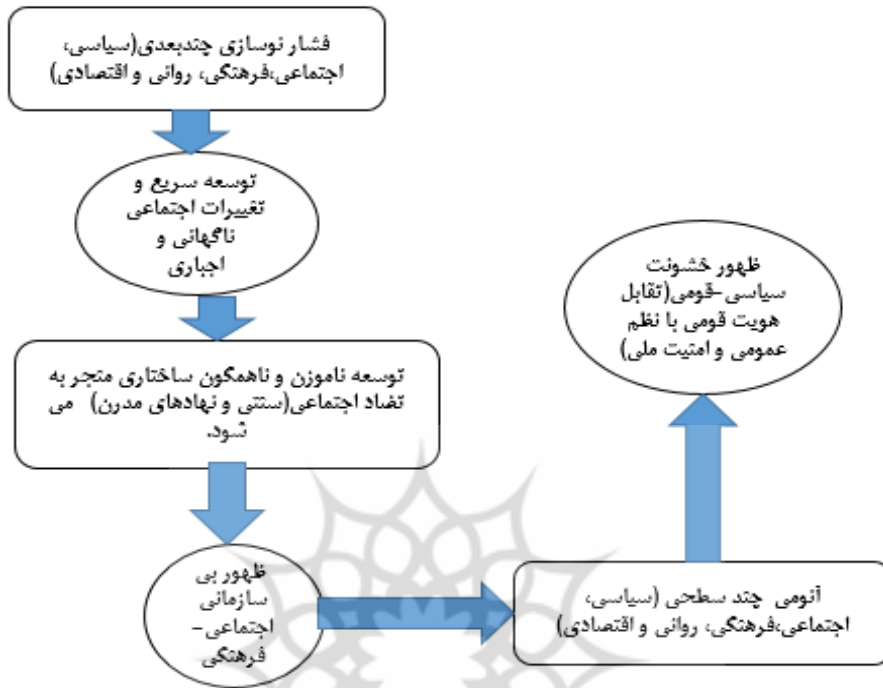 فشار نوسازی چندبعدی(سیاسی،
اجتماعی،فرهنگی، روانی و اقتصادی)
توسعه سریع و
تغییرات اجتماعی
ناگهانی و
اجباری
توسعه ناموزن و ناهمگون ساختاری منجر به
تضاد اجتماعی(سنتی و نهادهای مدرن) می
شود.
ظهور بی
سازمانی
اجتماعی-
فرهنگی
آنومی چند سطحی (سیاسی،
اجتماعی،فرهنگی، روانی و اقتصادی)
ظهور خشونت
سیاسی-قومی(تقابل
هویت قومی با نظم
عمومی و امنیت ملی)